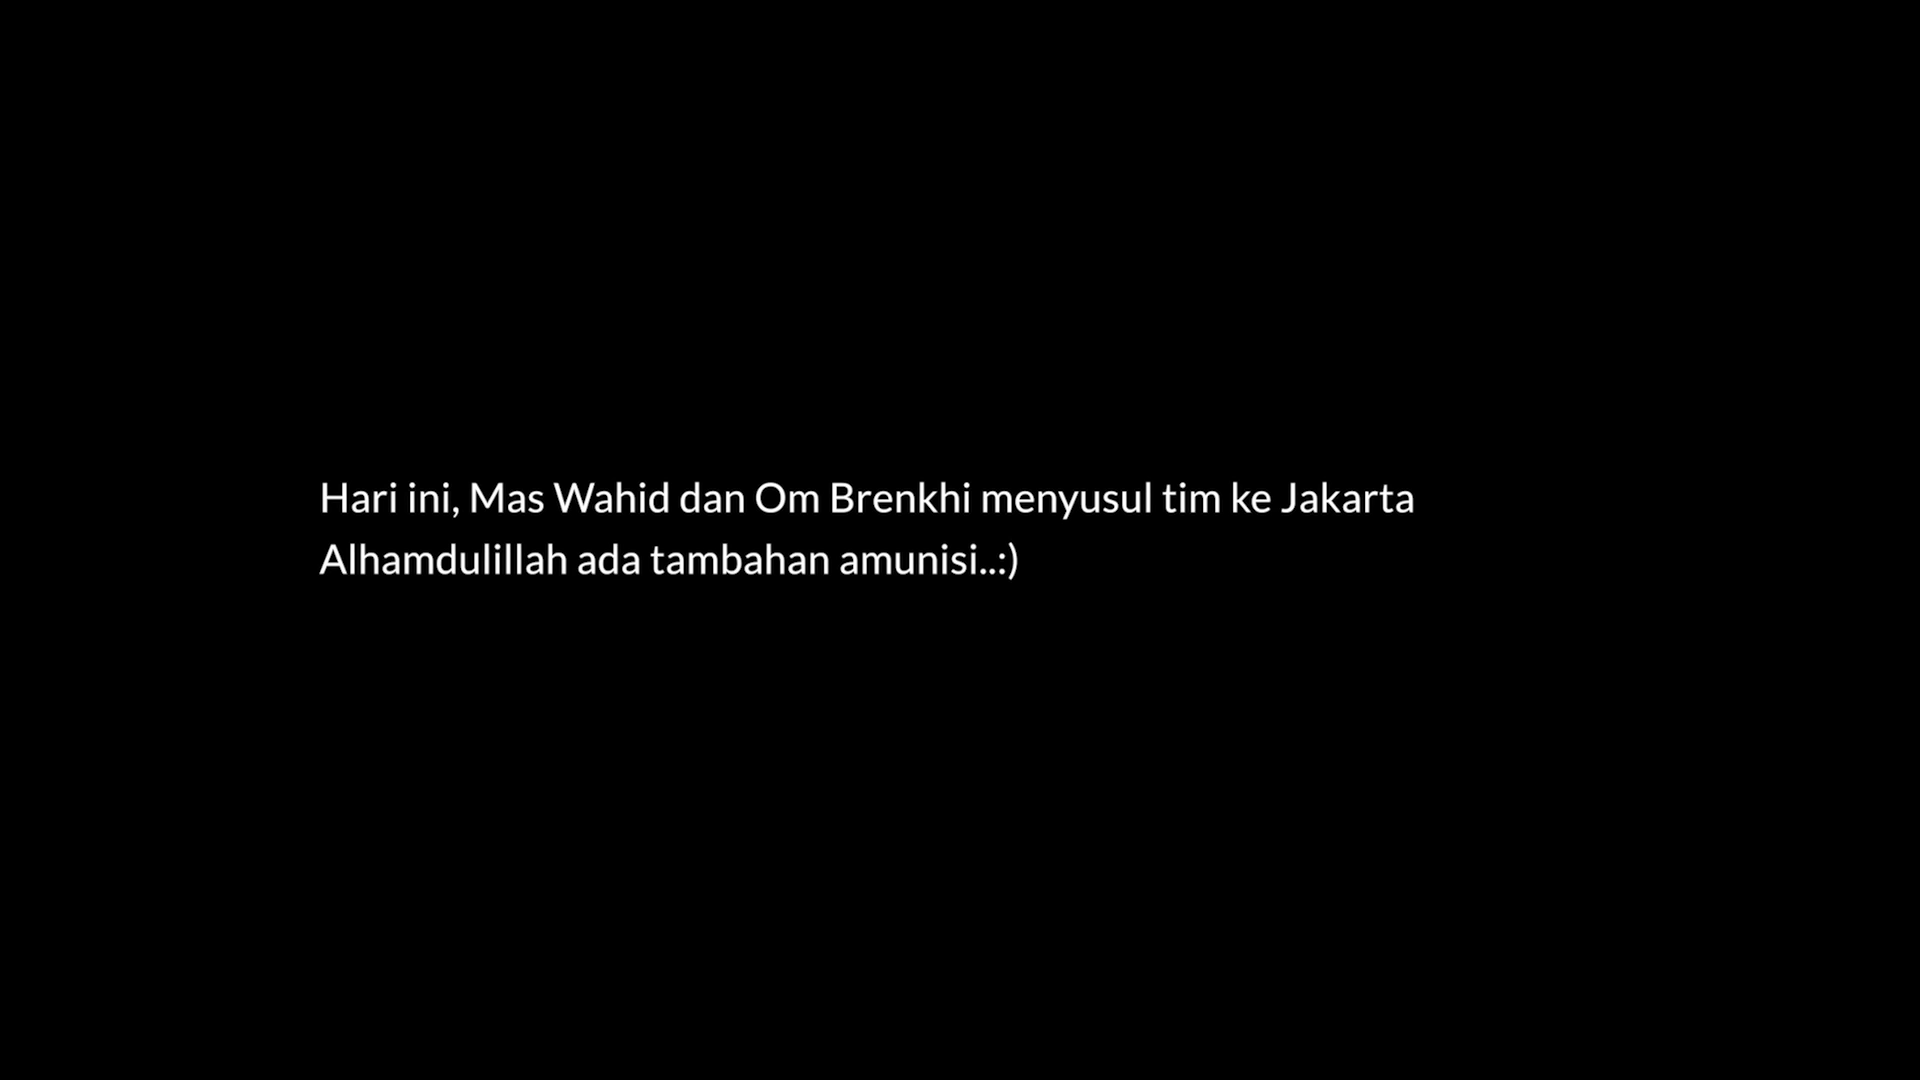 Hari ini, Mas Wahid dan Om Brenkhi menyusul tim ke Jakarta
Alhamdulillah ada tambahan amunisi..:)